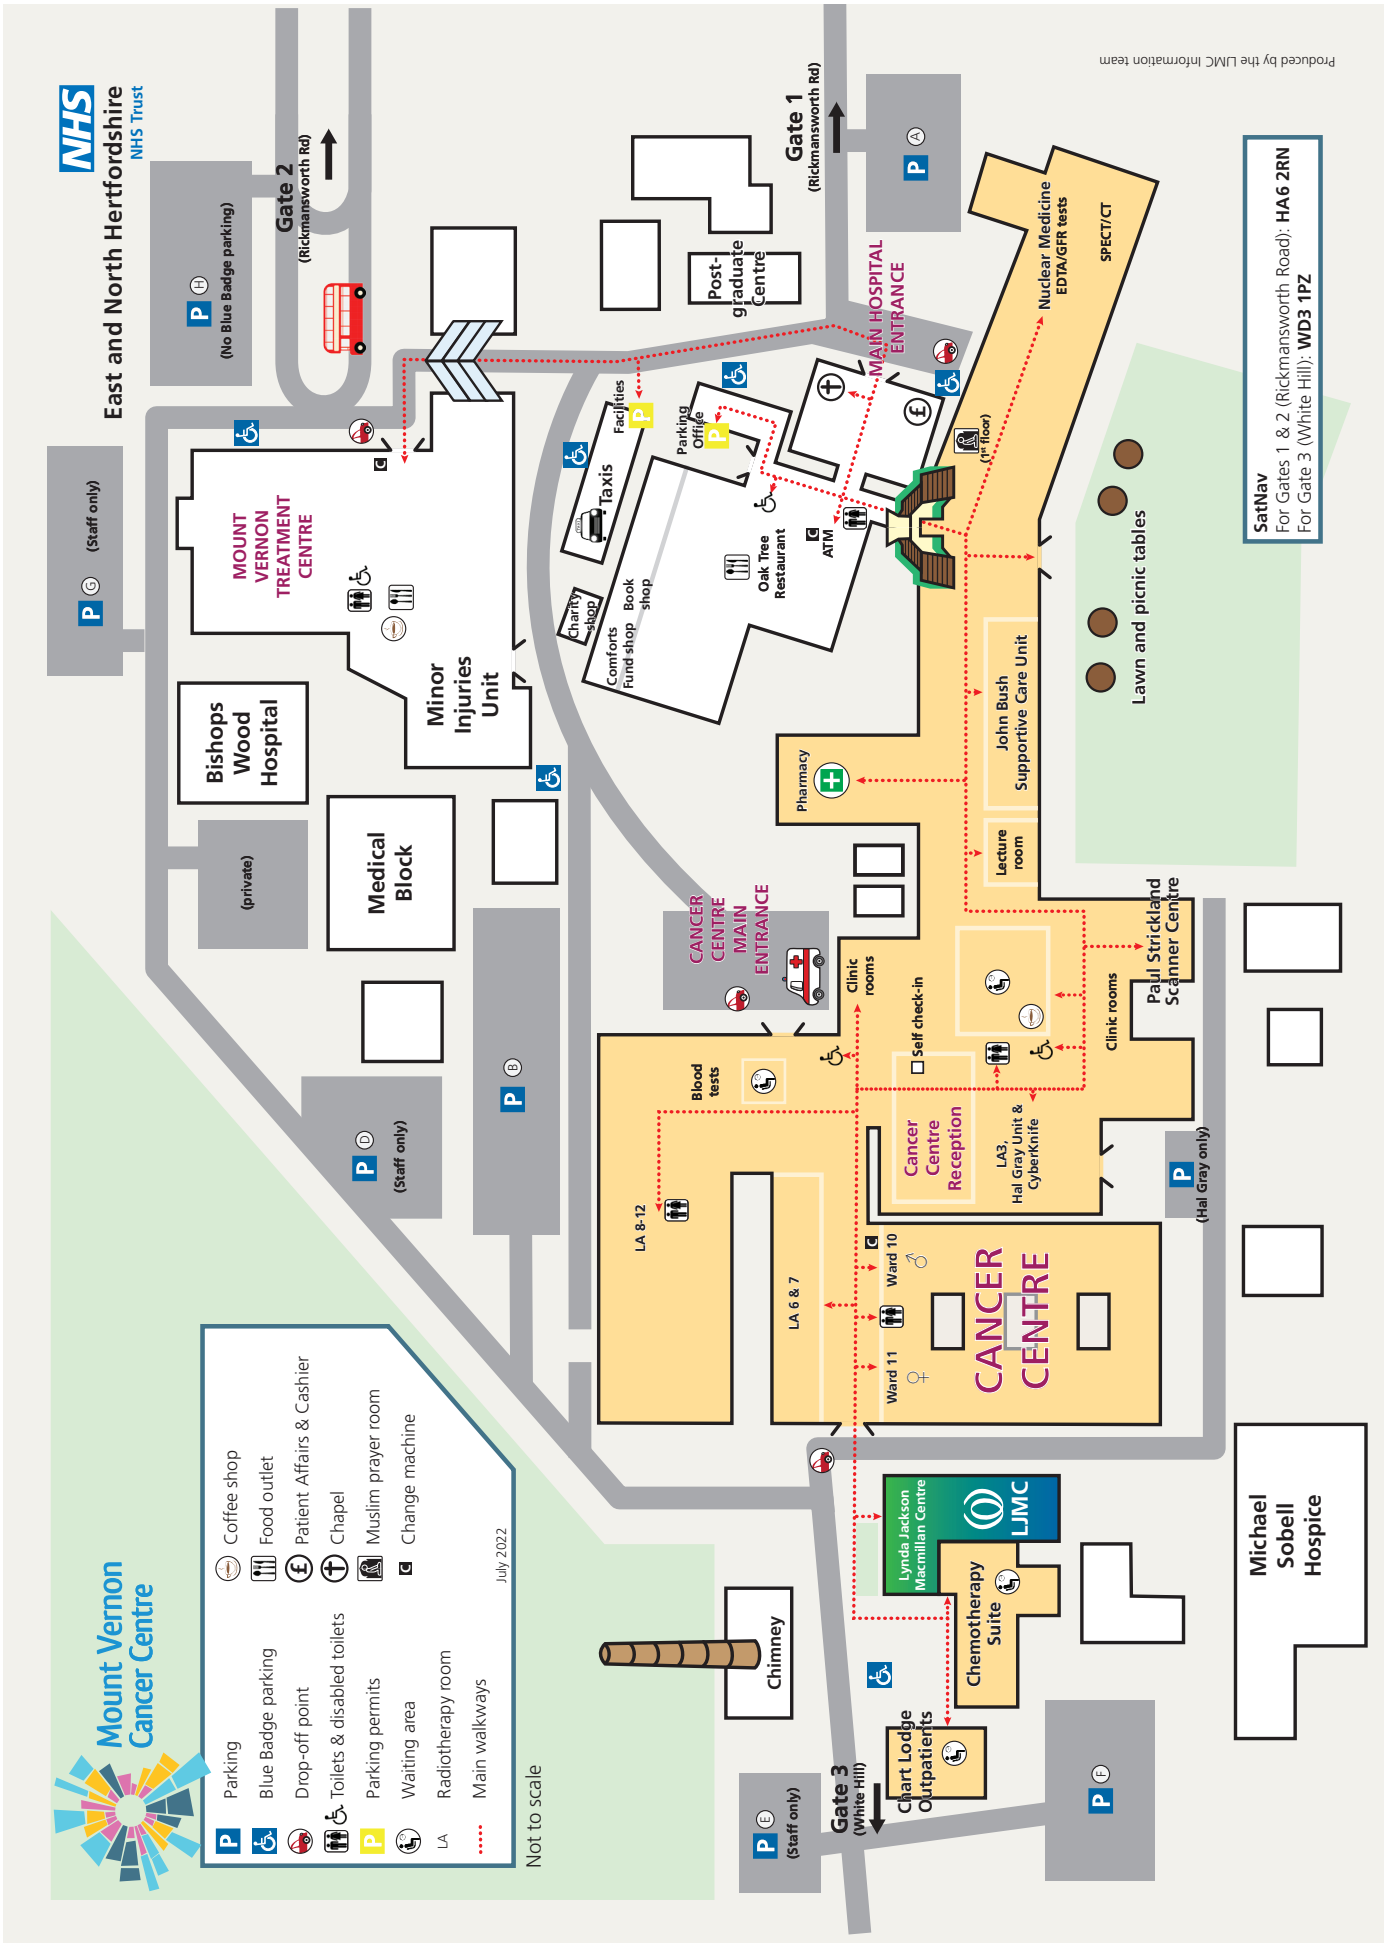 Mount Vernon
Cancer Centre
East and North Hertfordshire
NHS Trust
NHS
P Parking
Blue Badge parking
Drop-off point
Toilets & disabled toilets
P Parking permits
Waiting area
LA Radiotherapy room
Main walkways
Coffee shop
Food outlet
£ Patient Affairs & Cashier
Chapel
Muslim prayer room
C Change machine
July 2022
Not to scale
P G
(Staff only)
P H
(No Blue Badge parking)
Gate 2
(Rickmansworth Rd)
MOUNT
VERNON
TREATMENT
CENTRE
C
Minor
Injuries
Unit
Bishops
Wood
Hospital
(private)
Medical
Block
P D
(Staff only)
P B
Chimney
P E
(Staff only)
Gate 3
(White Hill)
P F
Chart Lodge
Outpatients
Chemotherapy
Suite
Lynda Jackson
Macmillan Centre
LJMC
Michael
Sobell
Hospice
LA 8-12
LA 6 & 7
Blood
tests
Ward 11
♀
Ward 10
♂
C
CANCER
CENTRE
Cancer
Centre
Reception
Self check-in
LA3,
Hal Gray Unit &
CyberKnife
P
(Hal Gray only)
Clinic
rooms
Clinic rooms
CANCER
CENTRE
MAIN
ENTRANCE
Paul Strickland
Scanner Centre
Lecture
room
John Bush
Supportive Care Unit
Pharmacy
Comforts
Fund shop
Book
shop
Charity
shop
Taxis
Facilities
P
Parking
Office
P
Oak Tree
Restaurant
C
ATM
£
(1st floor)
MAIN HOSPITAL
ENTRANCE
Post-
graduate
Centre
Gate 1
(Rickmansworth Rd)
P A
Nuclear Medicine
EDTA/GFR tests
SPECT/CT
Lawn and picnic tables
SatNav
For Gates 1 & 2 (Rickmansworth Road): HA6 2RN
For Gate 3 (White Hill): WD3 1PZ
Produced by the LJMC Information team